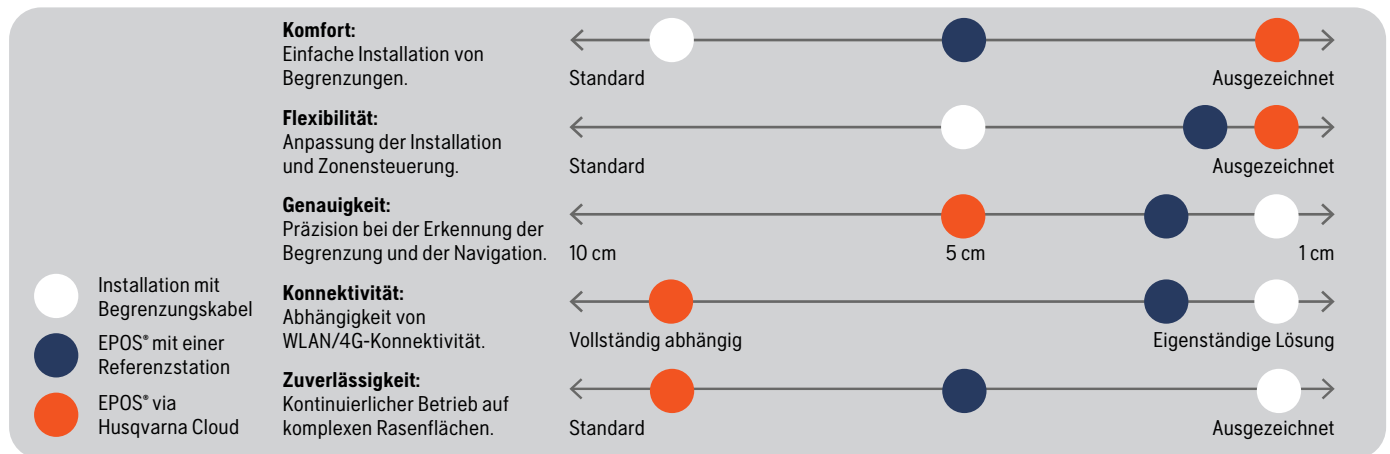 Komfort:
Einfache Installation von
Begrenzungen.
Standard
Ausgezeichnet
Flexibilität:
Anpassung der Installation
und Zonensteuerung.
Standard
Ausgezeichnet
Genauigkeit:
Präzision bei der Erkennung der
Begrenzung und der Navigation.
10 cm
5 cm
1 cm
Konnektivität:
Abhängigkeit von
WLAN/4G-Konnektivität.
Vollständig abhängig
Eigenständige Lösung
Zuverlässigkeit:
Kontinuierlicher Betrieb auf
komplexen Rasenflächen.
Standard
Ausgezeichnet
Installation mit
Begrenzungskabel
EPOS® mit einer
Referenzstation
EPOS® via
Husqvarna Cloud